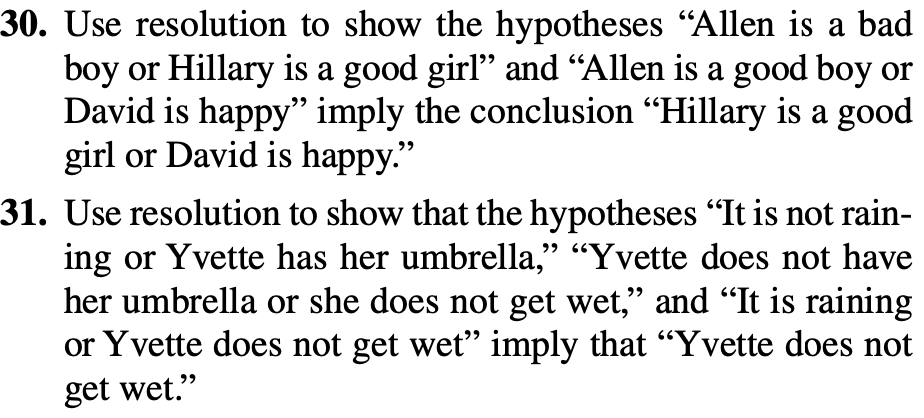 30. Use resolution to show the hypotheses “Allen is a bad
boy or Hillary is a good girl” and “Allen is a good boy or
David is happy” imply the conclusion “Hillary is a good
girl or David is happy.”
31. Use resolution to show that the hypotheses “It is not rain-
ing or Yvette has her umbrella,” “Yvette does not have
her umbrella or she does not get wet,” and “It is raining
or Yvette does not get wet” imply that “Yvette does not
get wet.”